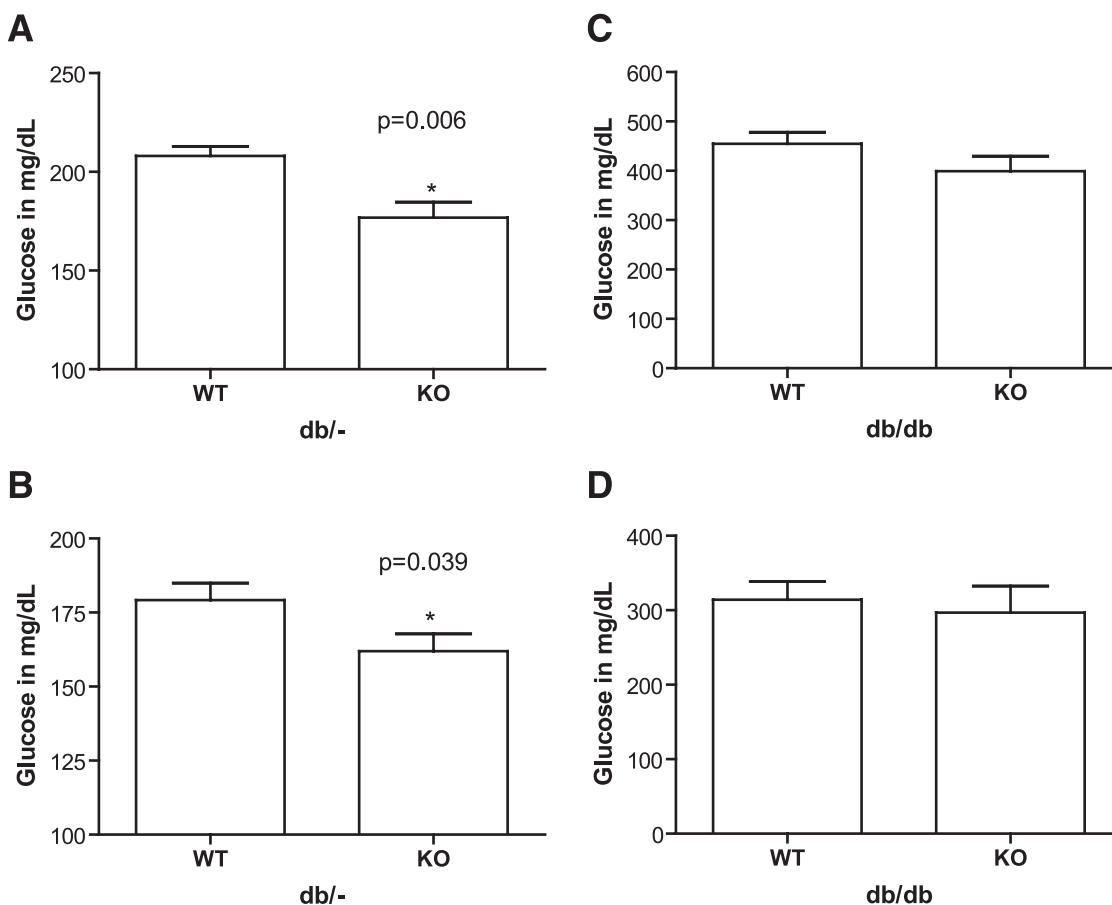 A
Glucose in mg/dL
250
200
150
100
p=0.006
*
WT
KO
db/-
C
Glucose in mg/dL
600
500
400
300
200
100
0
WT
KO
db/db
B
Glucose in mg/dL
200
175
150
125
100
p=0.039
*
WT
KO
db/-
D
Glucose in mg/dL
400
300
200
100
0
WT
KO
db/db